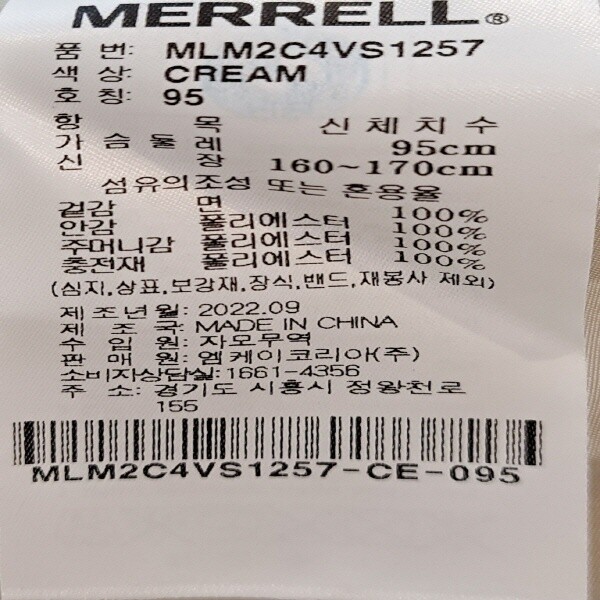 MERRELL®
품 번: MLM2C4VS1257
색 상: CREAM
호 칭: 95
항 목 신체치수
가슴둘레 95cm
신 장 160~170cm
섬유의조성 또는 혼용율
겉감 면 100%
안감 폴리에스터 100%
주머니감 폴리에스터 100%
충전재 폴리에스터 100%
(심지,상표,보강재,장식,밴드,재봉사 제외)
제조년월: 2022.09
제 조 국: MADE IN CHINA
수 입 원: 자모무역
판 매 원: 엠케이코리아(주)
소비자상담실:1661-4356
주 소: 경기도 시흥시 정왕천로
155
MLM2C4VS1257-CE-095